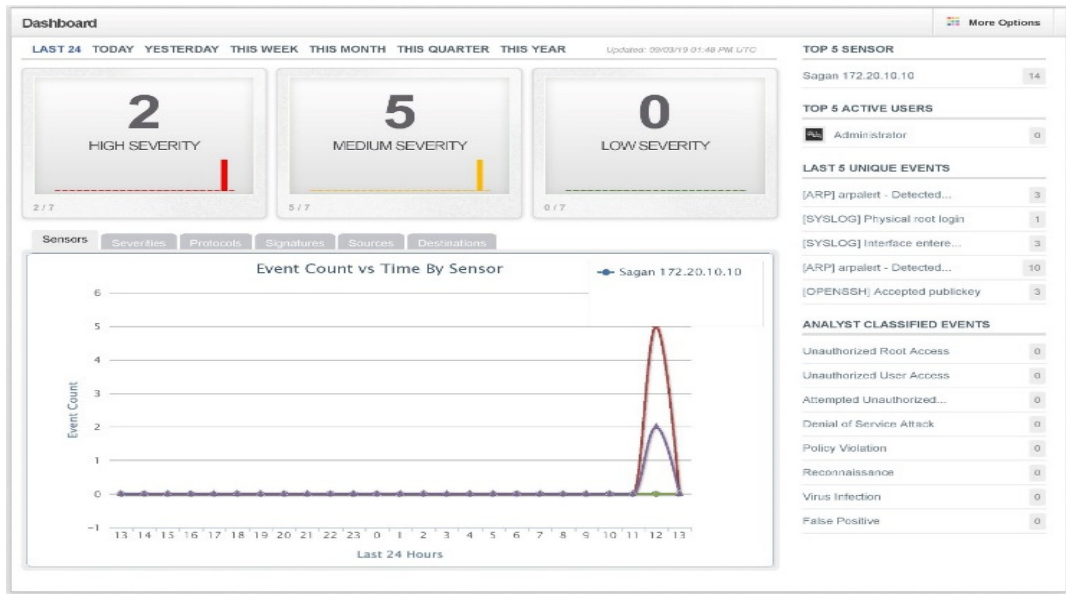 Dashboard
More Options
LAST 24 TODAY YESTERDAY THIS WEEK THIS MONTH THIS QUARTER THIS YEAR
Updated: 09/03/19 01:48 PM UTC
2
HIGH SEVERITY
2 / 7
5
MEDIUM SEVERITY
5 / 7
0
LOW SEVERITY
0 / 7
Sensors Severities Protocols Signatures Sources Destinations
Event Count vs Time By Sensor
Sagan 172.20.10.10
6
5
4
3
2
1
0
-1
Event Count
13 14 15 16 17 18 19 20 21 22 23 0 1 2 3 4 5 6 7 8 9 10 11 12 13
Last 24 Hours
TOP 5 SENSOR
Sagan 172.20.10.10 14
TOP 5 ACTIVE USERS
Administrator 0
LAST 5 UNIQUE EVENTS
[ARP] arpalert - Detected... 3
[SYSLOG] Physical root login 1
[SYSLOG] Interface entere... 3
[ARP] arpalert - Detected... 10
[OPENSSH] Accepted publickey 3
ANALYST CLASSIFIED EVENTS
Unauthorized Root Access 0
Unauthorized User Access 0
Attempted Unauthorized... 0
Denial of Service Attack 0
Policy Violation 0
Reconnaissance 0
Virus Infection 0
False Positive 0